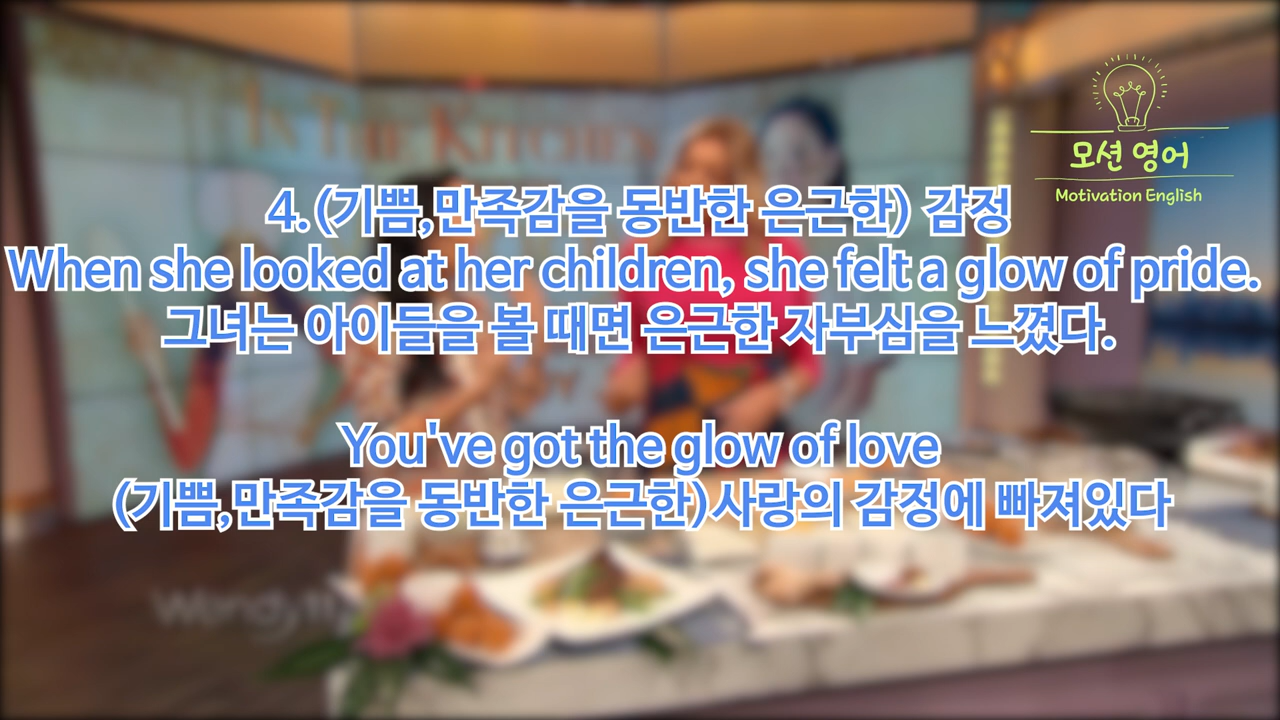 IN THE KITCHEN
모션 영어
Motivation English
4.(기쁨,만족감을 동반한 은근한) 감정
When she looked at her children, she felt a glow of pride.
그녀는 아이들을 볼 때면 은근한 자부심을 느꼈다.
You've got the glow of love
(기쁨,만족감을 동반한 은근한)사랑의 감정에 빠져있다